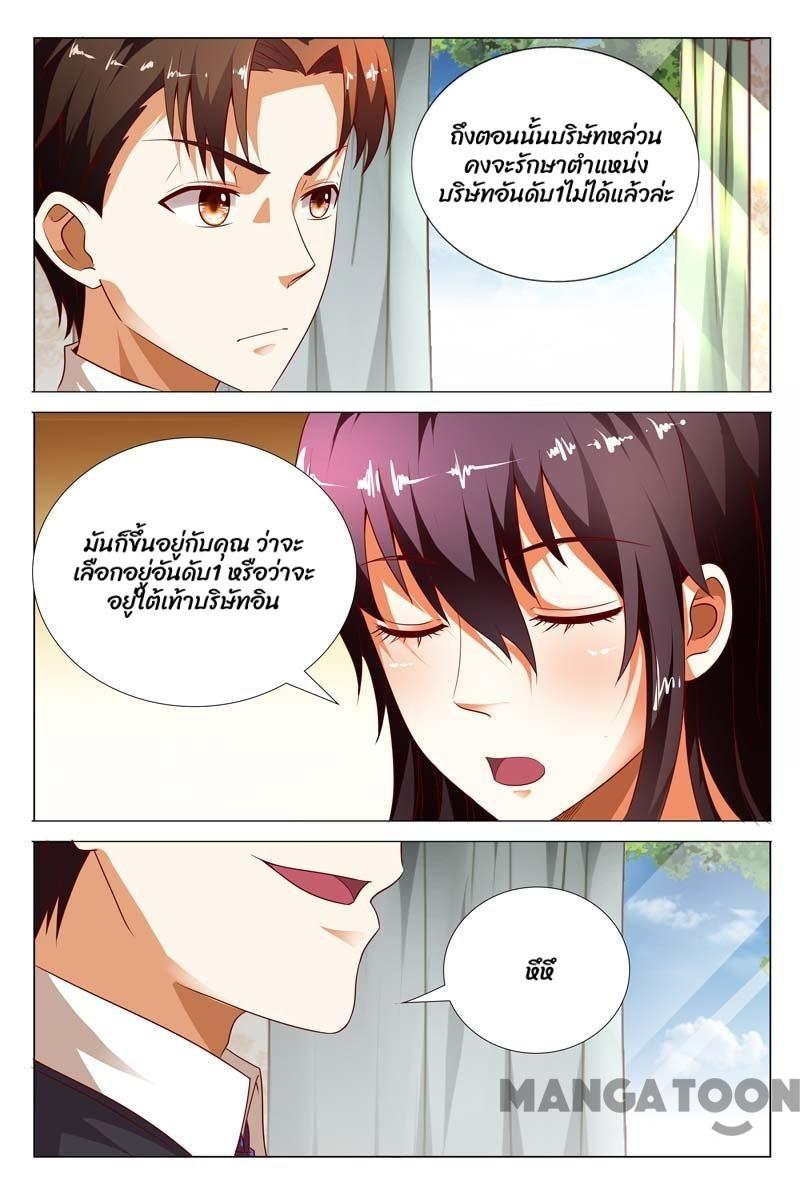 ถึงตอนนั้นบริษัทหล่วน
คงจะรักษาตำแหน่ง
บริษัทอันดับ1ไม่ได้แล้วล่ะ
มันก็ขึ้นอยู่กับคุณ ว่าจะ
เลือกอยู่อันดับ1 หรือว่าจะ
อยู่ใต้เท้าบริษัทอิน
หึหึ
MANGATOON